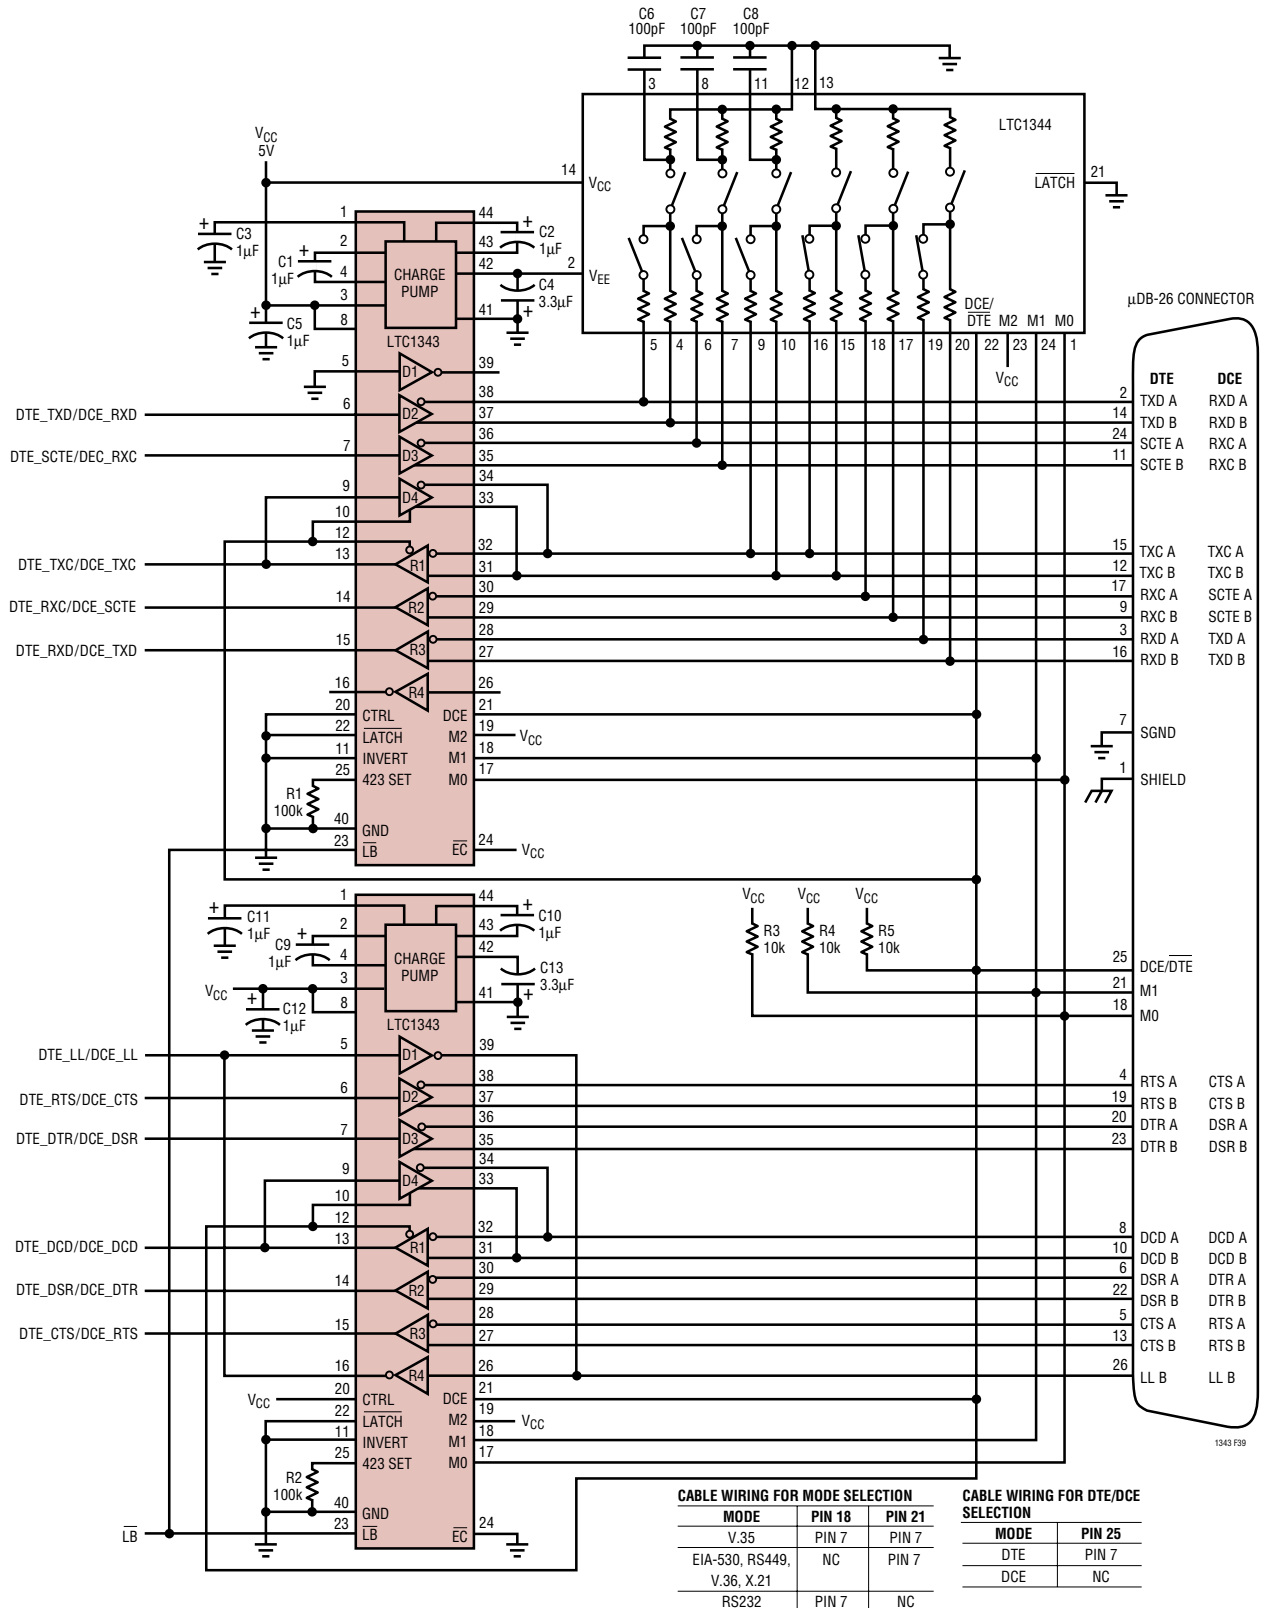 C6
100pF
C7
100pF
C8
100pF
3
8
11
12
13
LTC1344
VCC
5V
14
VCC
LATCH
21
2
VEE
DCE/
DTE M2 M1 M0
5
4
6
7
9
10
16
15
18
17
19
20
22
23
24
1
VCC
1
2
4
3
8
C3
1µF
C1
1µF
C5
1µF
CHARGE
PUMP
LTC1343
44
43
42
41
C2
1µF
C4
3.3µF
5
D1
39
DTE_TXD/DCE_RXD
6
D2
38
37
DTE_SCTE/DEC_RXC
7
D3
36
35
9
D4
34
33
10
12
DTE_TXC/DCE_TXC
13
R1
32
31
DTE_RXC/DCE_SCTE
14
R2
30
29
DTE_RXD/DCE_TXD
15
R3
28
27
16
R4
26
20
CTRL
DCE
21
22
LATCH
M2
19
VCC
11
INVERT
M1
18
25
423 SET
M0
17
R1
100k
40
GND
23
LB
EC
24
VCC
µDB-26 CONNECTOR
DTE DCE
2 TXD A RXD A
14 TXD B RXD B
24 SCTE A RXC A
11 SCTE B RXC B
15 TXC A TXC A
12 TXC B TXC B
17 RXC A SCTE A
9 RXC B SCTE B
3 RXD A TXD A
16 RXD B TXD B
7 SGND
1 SHIELD
VCC
R3
10k
VCC
R4
10k
VCC
R5
10k
25 DCE/DTE
21 M1
18 M0
4 RTS A CTS A
19 RTS B CTS B
20 DTR A DSR A
23 DTR B DSR B
8 DCD A DCD A
10 DCD B DCD B
6 DSR A DTR A
22 DSR B DTR B
5 CTS A RTS A
13 CTS B RTS B
26 LL B LL B
1343 F39
1
2
4
3
8
C11
1µF
C9
1µF
VCC
C12
1µF
CHARGE
PUMP
LTC1343
44
43
42
41
C10
1µF
C13
3.3µF
DTE_LL/DCE_LL
5
D1
39
DTE_RTS/DCE_CTS
6
D2
38
37
DTE_DTR/DCE_DSR
7
D3
36
35
9
D4
34
33
10
12
DTE_DCD/DCE_DCD
13
R1
32
31
DTE_DSR/DCE_DTR
14
R2
30
29
DTE_CTS/DCE_RTS
15
R3
28
27
16
R4
26
VCC
20
CTRL
DCE
21
22
LATCH
M2
19
VCC
11
INVERT
M1
18
25
423 SET
M0
17
R2
100k
40
GND
LB
23
LB
EC
24
CABLE WIRING FOR MODE SELECTION
MODE PIN 18 PIN 21
V.35 PIN 7 PIN 7
EIA-530, RS449, NC PIN 7
V.36, X.21
RS232 PIN 7 NC
CABLE WIRING FOR DTE/DCE
SELECTION
MODE PIN 25
DTE PIN 7
DCE NC